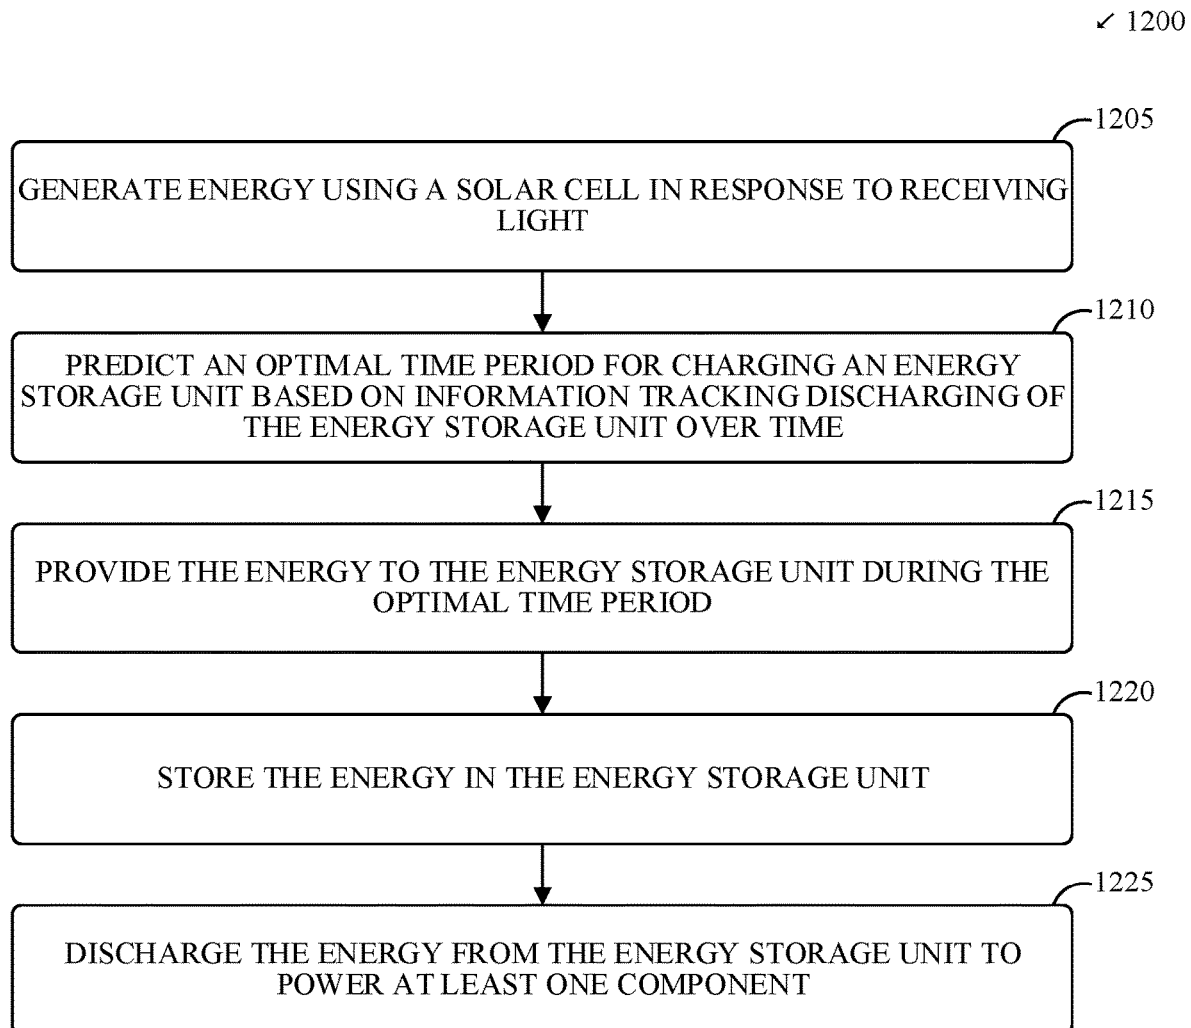 1200
1205
GENERATE ENERGY USING A SOLAR CELL IN RESPONSE TO RECEIVING
LIGHT
1210
PREDICT AN OPTIMAL TIME PERIOD FOR CHARGING AN ENERGY
STORAGE UNIT BASED ON INFORMATION TRACKING DISCHARGING OF
THE ENERGY STORAGE UNIT OVER TIME
1215
PROVIDE THE ENERGY TO THE ENERGY STORAGE UNIT DURING THE
OPTIMAL TIME PERIOD
1220
STORE THE ENERGY IN THE ENERGY STORAGE UNIT
1225
DISCHARGE THE ENERGY FROM THE ENERGY STORAGE UNIT TO
POWER AT LEAST ONE COMPONENT